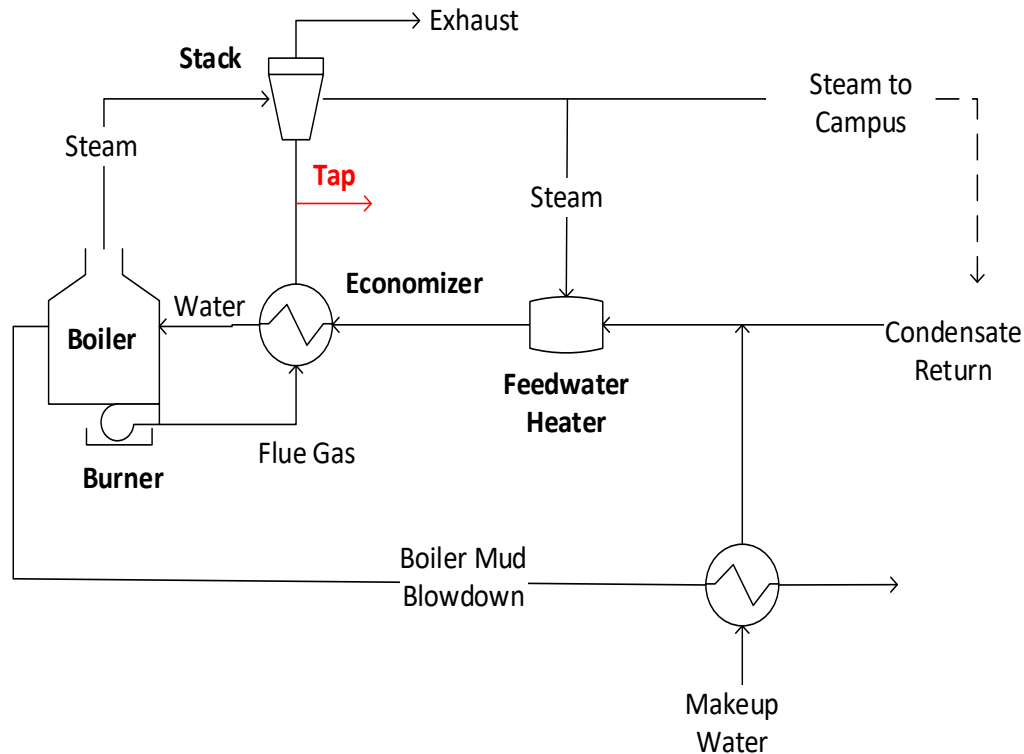 Exhaust
Stack
Steam to
Campus
Steam
Tap
Steam
Economizer
Water
Boiler
Condensate
Return
Feedwater
Heater
Flue Gas
Burner
Boiler Mud
Blowdown
Makeup
Water